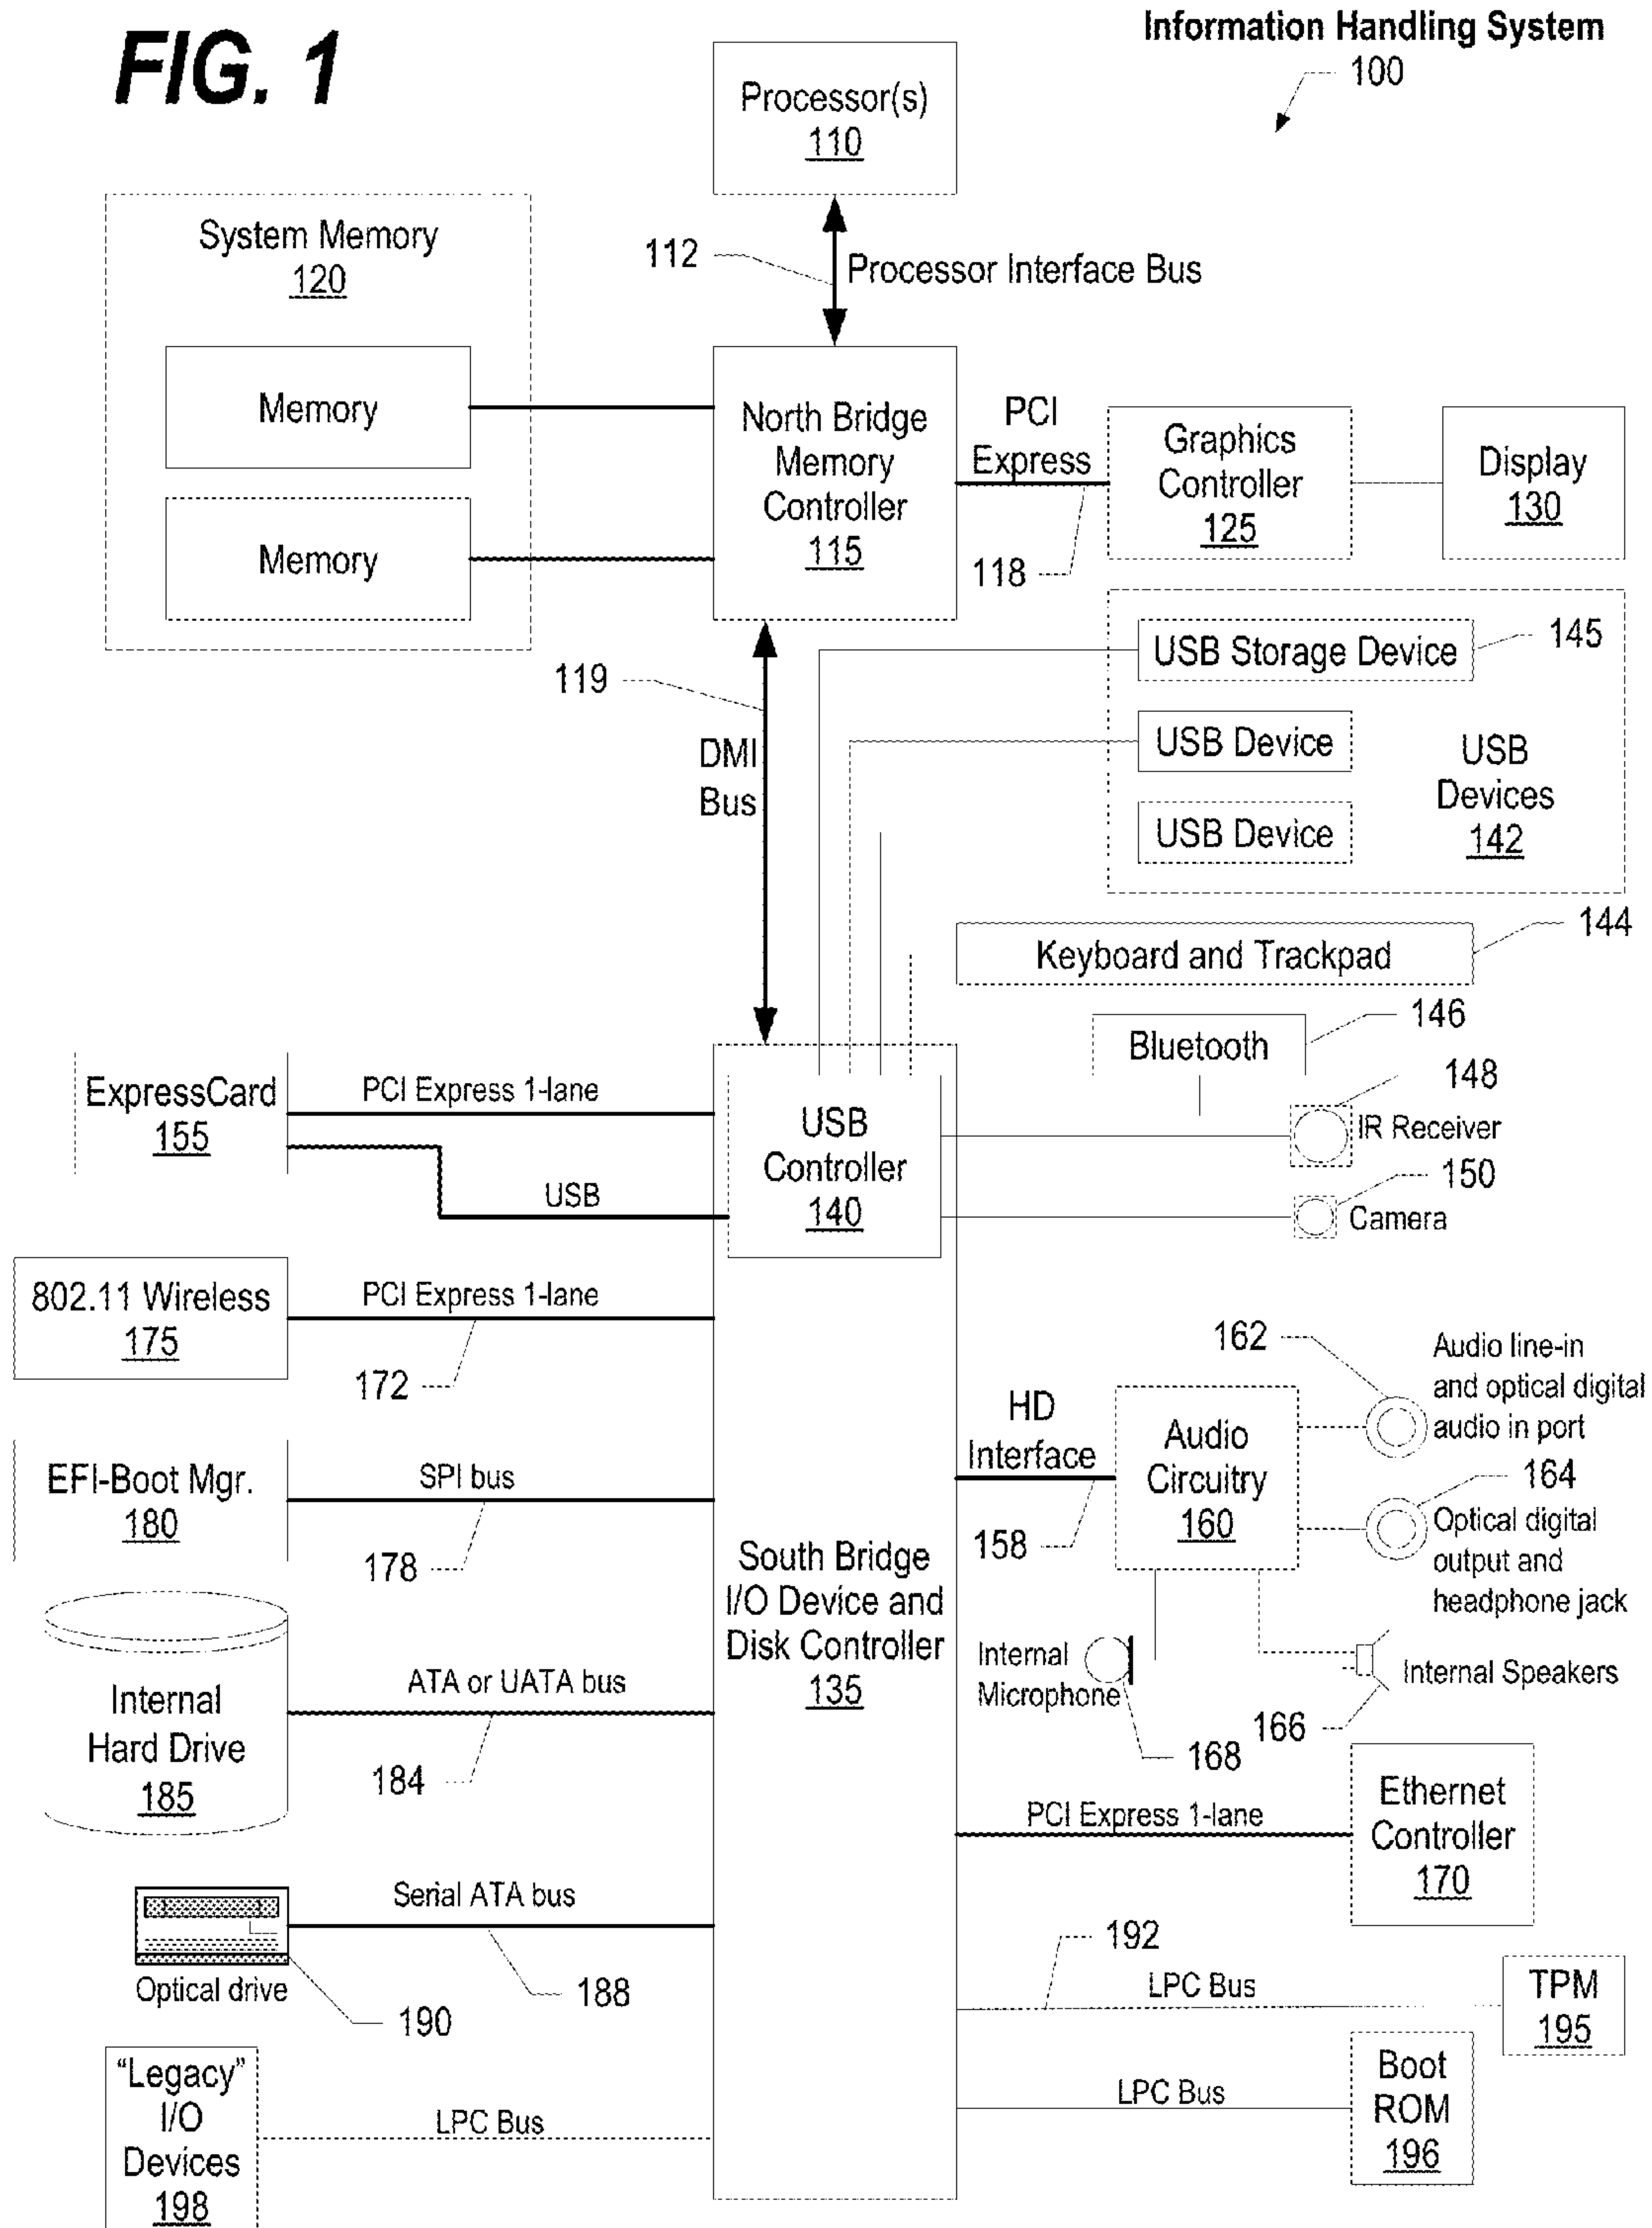 FIG. 1
Information Handling System
100
Processor(s)
110
System Memory
120
112
Processor Interface Bus
Memory
Memory
North Bridge
Memory
Controller
115
PCI
Express
118
Graphics
Controller
125
Display
130
119
DMI
Bus
USB Storage Device
145
USB Device
USB Device
USB
Devices
142
144
Keyboard and Trackpad
146
Bluetooth
148
IR Receiver
150
Camera
ExpressCard
155
PCI Express 1-lane
USB
USB
Controller
140
802.11 Wireless
175
PCI Express 1-lane
172
162
Audio line-in
and optical digital
audio in port
HD
Interface
158
Audio
Circuitry
160
164
Optical digital
output and
headphone jack
EFI-Boot Mgr.
180
SPI bus
178
South Bridge
I/O Device and
Disk Controller
135
Internal
Microphone
168
Internal Speakers
166
Internal
Hard Drive
185
ATA or UATA bus
184
PCI Express 1-lane
Ethernet
Controller
170
Serial ATA bus
188
Optical drive
190
192
LPC Bus
TPM
195
LPC Bus
Boot
ROM
196
“Legacy”
I/O
Devices
198
LPC Bus